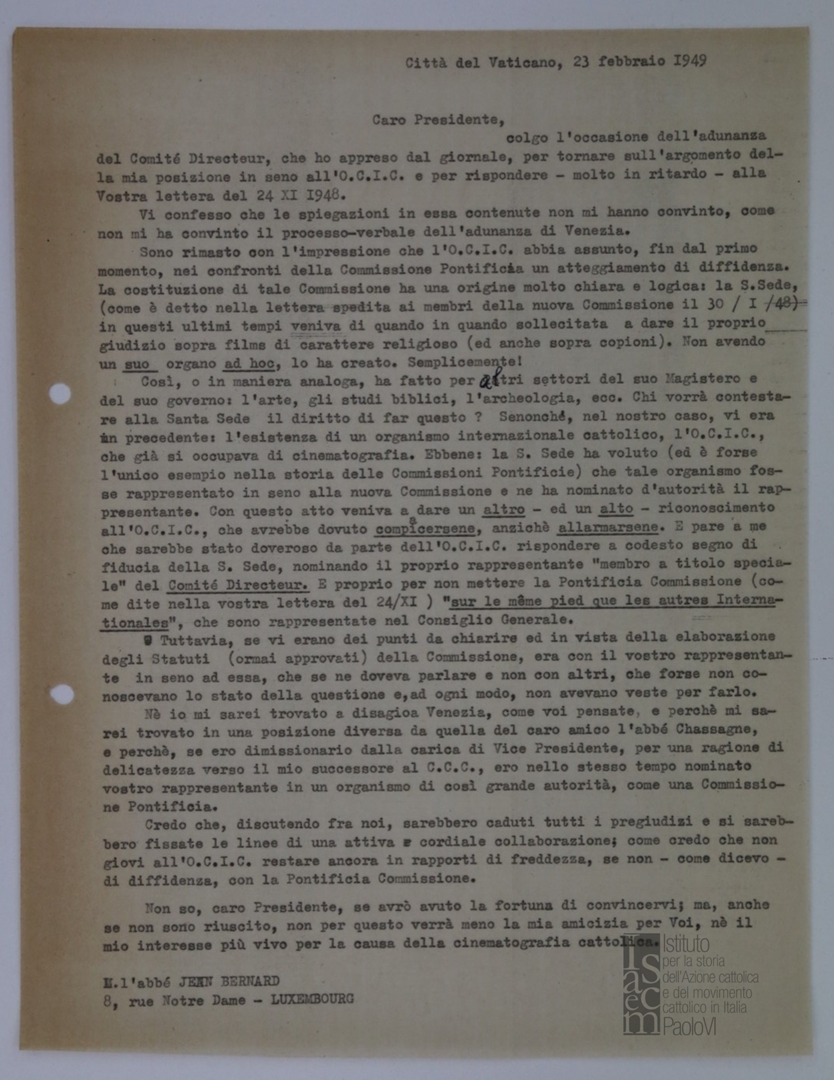 Città del Vaticano, 23 febbraio 1949
Caro Presidente,
colgo l'occasione dell'adunanza
del Comité Directeur, che ho appreso dal giornale, per tornare sull'argomento del-
la mia posizione in seno all'O.C.I.C. e per rispondere - molto in ritardo - alla
Vostra lettera del 24 XI 1948.
Vi confesso che le spiegazioni in essa contenute non mi hanno convinto, come
non mi ha convinto il processo-verbale dell'adunanza di Venezia.
Sono rimasto con l'impressione che l'O.C.I.C. abbia assunto, fin dal primo
momento, nei confronti della Commissione Pontificia un atteggiamento di diffidenza.
La costituzione di tale Commissione ha una origine molto chiara e logica: la S.Sede,
(come è detto nella lettera spedita ai membri della nuova Commissione il 30 / I /48)
in questi ultimi tempi veniva di quando in quando sollecitata a dare il proprio
giudizio sopra films di carattere religioso (ed anche sopra copioni). Non avendo
un suo organo ad hoc, lo ha creato. Semplicemente!
Così, o in maniera analoga, ha fatto per altri settori del suo Magistero e
del suo governo: l'arte, gli studi biblici, l'archeologia, ecc. Chi vorrà contesta-
re alla Santa Sede il diritto di far questo ? Senonché, nel nostro caso, vi era
un precedente: l'esistenza di un organismo internazionale cattolico, l'O.C.I.C.,
che già si occupava di cinematografia. Ebbene: la S. Sede ha voluto (ed è forse
l'unico esempio nella storia delle Commissioni Pontificie) che tale organismo fos-
se rappresentato in seno alla nuova Commissione e ne ha nominato d'autorità il rap-
presentante. Con questo atto veniva a dare un altro - ed un alto - riconoscimento
all'O.C.I.C., che avrebbe dovuto compiacersene, anzichè allarmarsene. E pare a me
che sarebbe stato doveroso da parte dell'O.C.I.C. rispondere a codesto segno di
fiducia della S. Sede, nominando il proprio rappresentante "membro a titolo specia-
le" del Comité Directeur. E proprio per non mettere la Pontificia Commissione (co-
me dite nella vostra lettera del 24/XI ) "sur le même pied que les autres Interna-
tionales", che sono rappresentate nel Consiglio Generale.
Tuttavia, se vi erano dei punti da chiarire ed in vista della elaborazione
degli Statuti (ormai approvati) della Commissione, era con il vostro rappresentan-
te in seno ad essa, che se ne doveva parlare e non con altri, che forse non co-
noscevano lo stato della questione e,ad ogni modo, non avevano veste per farlo.
Nè io mi sarei trovato a disagioa Venezia, come voi pensate, e perchè mi sa-
rei trovato in una posizione diversa da quella del caro amico l'abbé Chassagne,
e perchè, se ero dimissionario dalla carica di Vice Presidente, per una ragione di
delicatezza verso il mio successore al C.C.C., ero nello stesso tempo nominato
vostro rappresentante in un organismo di così grande autorità, come una Commissio-
ne Pontificia.
Credo che, discutendo fra noi, sarebbero caduti tutti i pregiudizi e si sareb-
bero fissate le linee di una attiva e cordiale collaborazione; come credo che non
giovi all'O.C.I.C. restare ancora in rapporti di freddezza, se non - come dicevo -
di diffidenza, con la Pontificia Commissione.
Non so, caro Presidente, se avrò avuto la fortuna di convincervi; ma, anche
se non sono riuscito, non per questo verrà meno la mia amicizia per Voi, nè il
mio interesse più vivo per la causa della cinematografia cattolica.
M.l'abbé JEAN BERNARD
8, rue Notre Dame - LUXEMBOURG
Isacem
Istituto
per la storia
dell'Azione cattolica
e del movimento
cattolico in Italia
PaoloVI